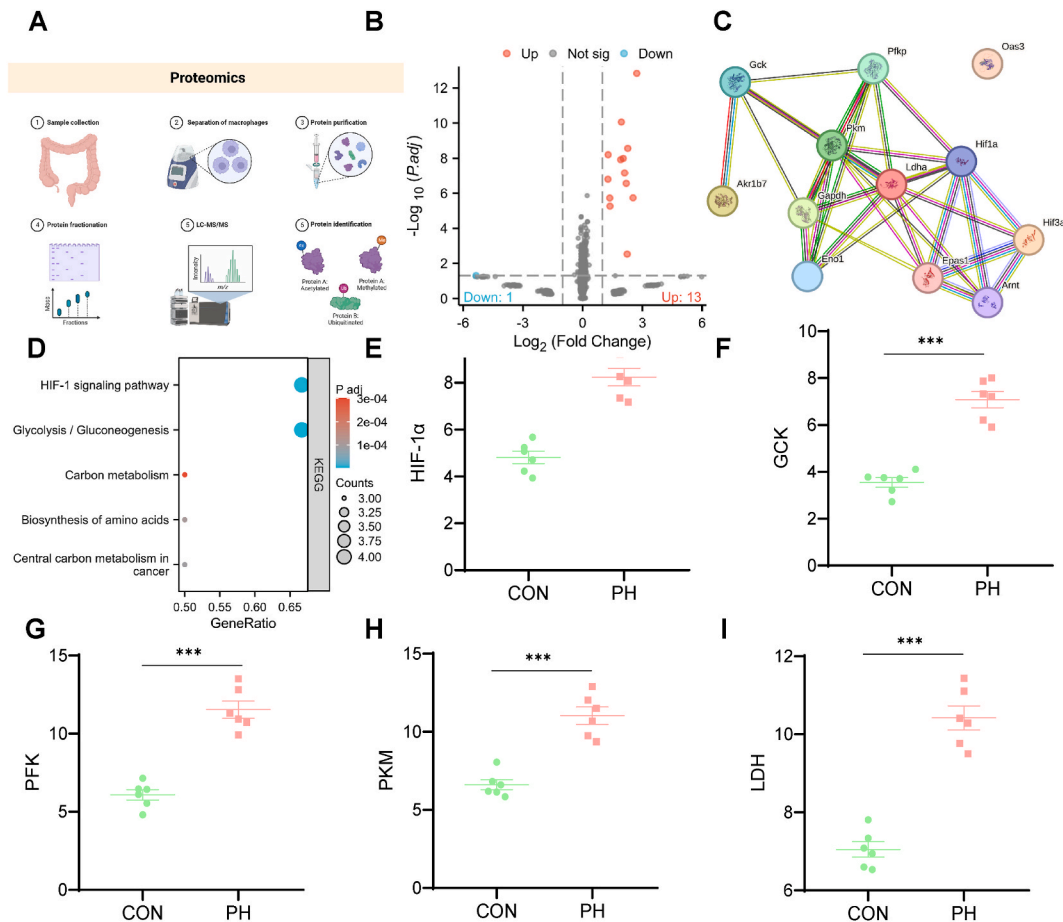 A
Proteomics
1 Sample collection
2 Separation of macrophages
3 Protein purification
4 Protein fractionation
Mass
Fractions
5 LC-MS/MS
Intensity
m/z
6 Protein identification
Ac
Me
Protein A:
Acetylated
Protein A:
Methylated
Ub
Protein B:
Ubiquitinated
B
Up Not sig Down
-Log10 (P.adj)
12
10
8
6
4
2
0
Down: 1
Up: 13
-6 -3 0 3 6
Log2 (Fold Change)
C
Gck
Pfkp
Oas3
Pkm
Hif1a
Ldha
Akr1b7
Gapdh
Hif3a
Eno1
Epas1
Arnt
D
HIF-1 signaling pathway
Glycolysis / Gluconeogenesis
Carbon metabolism
Biosynthesis of amino acids
Central carbon metabolism in
cancer
0.50 0.55 0.60 0.65
GeneRatio
KEGG
P adj
3e-04
2e-04
1e-04
Counts
3.00
3.25
3.50
3.75
4.00
E
HIF-1α
8
6
4
2
0
CON PH
F
***
GCK
10
8
6
4
2
0
CON PH
G
***
PFK
15
10
5
0
CON PH
H
***
PKM
15
10
5
0
CON PH
I
***
LDH
12
10
8
6
CON PH